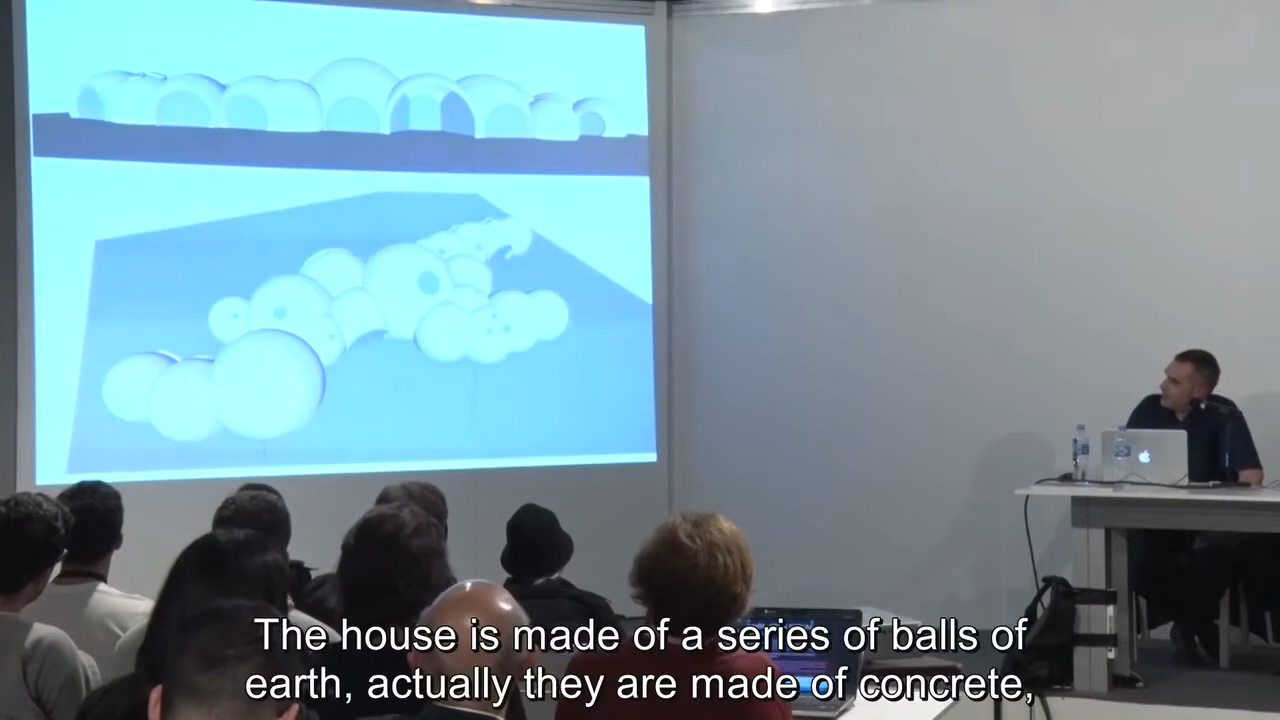 The house is made of a series of balls of
earth, actually they are made of concrete,